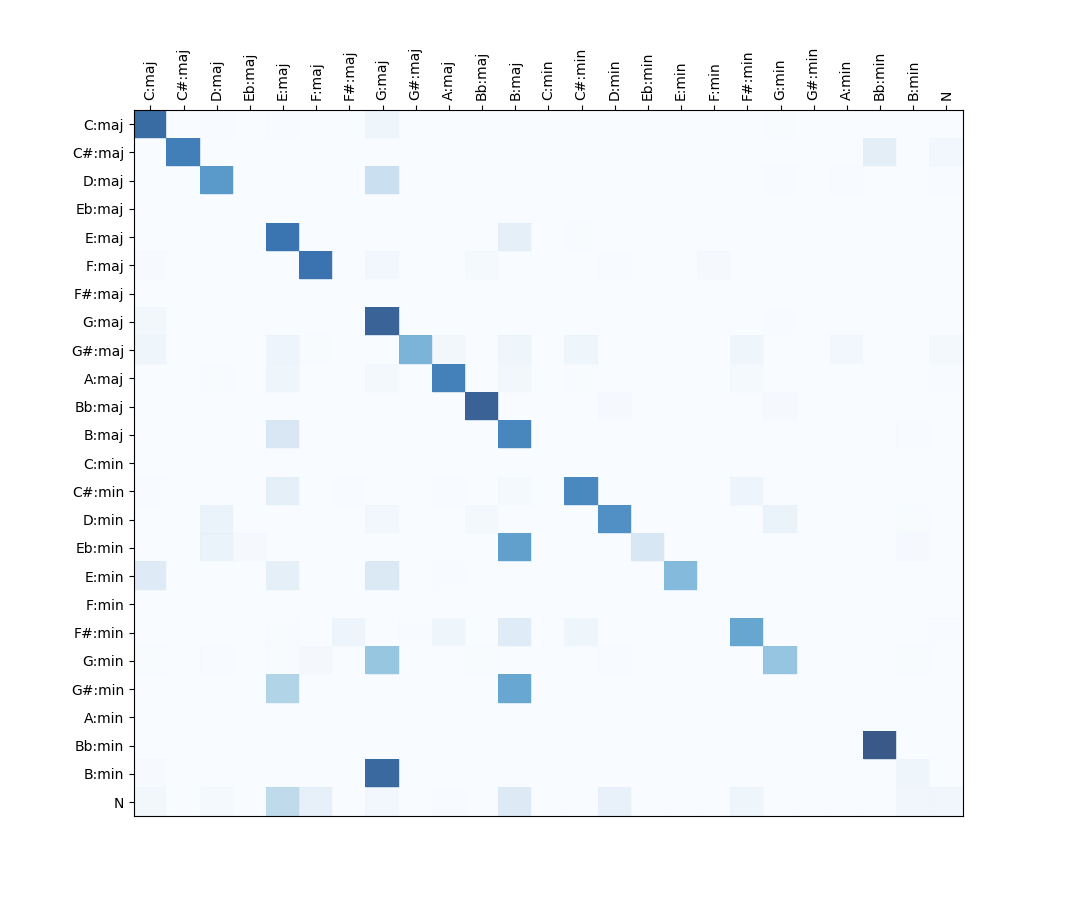 C:maj C#:maj D:maj Eb:maj E:maj F:maj F#:maj G:maj G#:maj A:maj Bb:maj B:maj C:min C#:min D:min Eb:min E:min F:min F#:min G:min G#:min A:min Bb:min B:min N
C:maj
C#:maj
D:maj
Eb:maj
E:maj
F:maj
F#:maj
G:maj
G#:maj
A:maj
Bb:maj
B:maj
C:min
C#:min
D:min
Eb:min
E:min
F:min
F#:min
G:min
G#:min
A:min
Bb:min
B:min
N